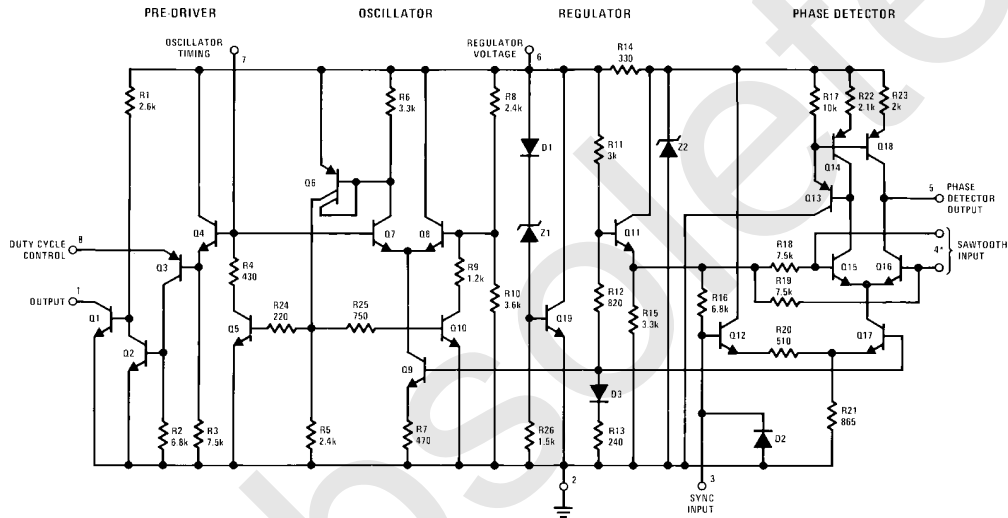 PRE-DRIVER
OSCILLATOR
REGULATOR
PHASE DETECTOR
OSCILLATOR
TIMING
7
REGULATOR
VOLTAGE
6
R14
330
R1
2.6k
R6
3.3k
R8
2.4k
R17
10k
R22
2.1k
R23
2k
D1
R11
3k
Z2
Q14
Q18
Q6
Q13
5
PHASE
DETECTOR
OUTPUT
8
DUTY CYCLE
CONTROL
Q3
Q4
Q7
Q8
Z1
Q11
R18
7.5k
4*
SAWTOOTH
INPUT
Q15
Q16
R4
430
R9
1.2k
R10
3.6k
R12
820
R16
6.8k
R19
7.5k
1
OUTPUT
Q1
Q2
Q5
R24
220
R25
750
Q10
Q19
R15
3.3k
Q12
R20
510
Q17
Q9
D3
R2
6.8k
R3
7.5k
R5
2.4k
R7
470
R26
1.5k
R13
240
D2
R21
865
2
3
SYNC
INPUT
obsolete